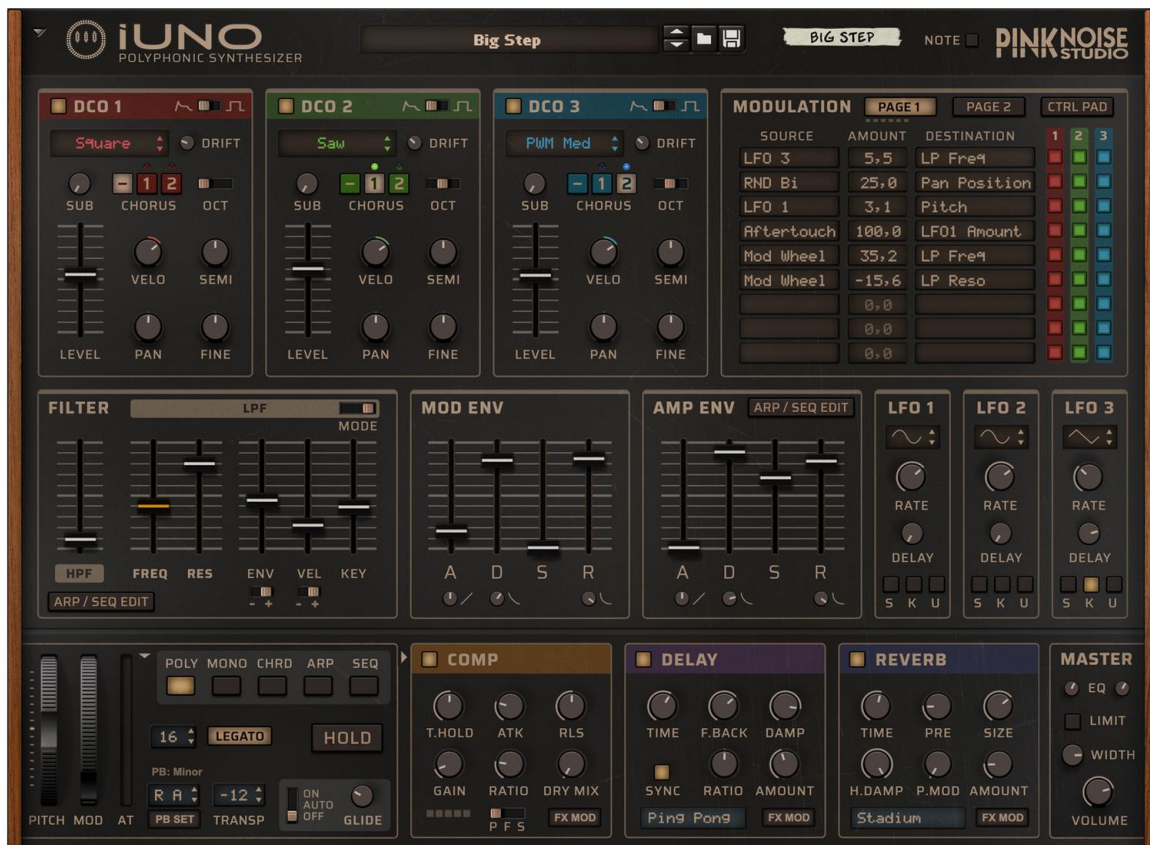 iUNO
POLYPHONIC SYNTHESIZER
Big Step
BIG STEP
NOTE
PINKNOISE
STUDIO
DCO 1
Square
DRIFT
- 1 2
SUB CHORUS OCT
VELO SEMI
LEVEL PAN FINE
DCO 2
Saw
DRIFT
- 1 2
SUB CHORUS OCT
VELO SEMI
LEVEL PAN FINE
DCO 3
PWM Med
DRIFT
- 1 2
SUB CHORUS OCT
VELO SEMI
LEVEL PAN FINE
MODULATION PAGE 1 PAGE 2 CTRL PAD
SOURCE AMOUNT DESTINATION 1 2 3
LFO 3 5,5 LP Freq
RND Bi 25,0 Pan Position
LFO 1 3,1 Pitch
Aftertouch 100,0 LFO1 Amount
Mod Wheel 35,2 LP Freq
Mod Wheel -15,6 LP Reso
0,0
0,0
0,0
FILTER LPF
MODE
HPF FREQ RES ENV VEL KEY
- + - +
ARP / SEQ EDIT
MOD ENV
A D S R
AMP ENV ARP / SEQ EDIT
A D S R
LFO 1
RATE
DELAY
S K U
LFO 2
RATE
DELAY
S K U
LFO 3
RATE
DELAY
S K U
POLY MONO CHRD ARP SEQ
16 LEGATO HOLD
PB: Minor
R A -12
ON
AUTO
OFF
PITCH MOD AT PB SET TRANSP GLIDE
COMP
T.HOLD ATK RLS
GAIN RATIO DRY MIX
P F S FX MOD
DELAY
TIME F.BACK DAMP
SYNC RATIO AMOUNT
Ping Pong FX MOD
REVERB
TIME PRE SIZE
H.DAMP P.MOD AMOUNT
Stadium FX MOD
MASTER
EQ
LIMIT
WIDTH
VOLUME